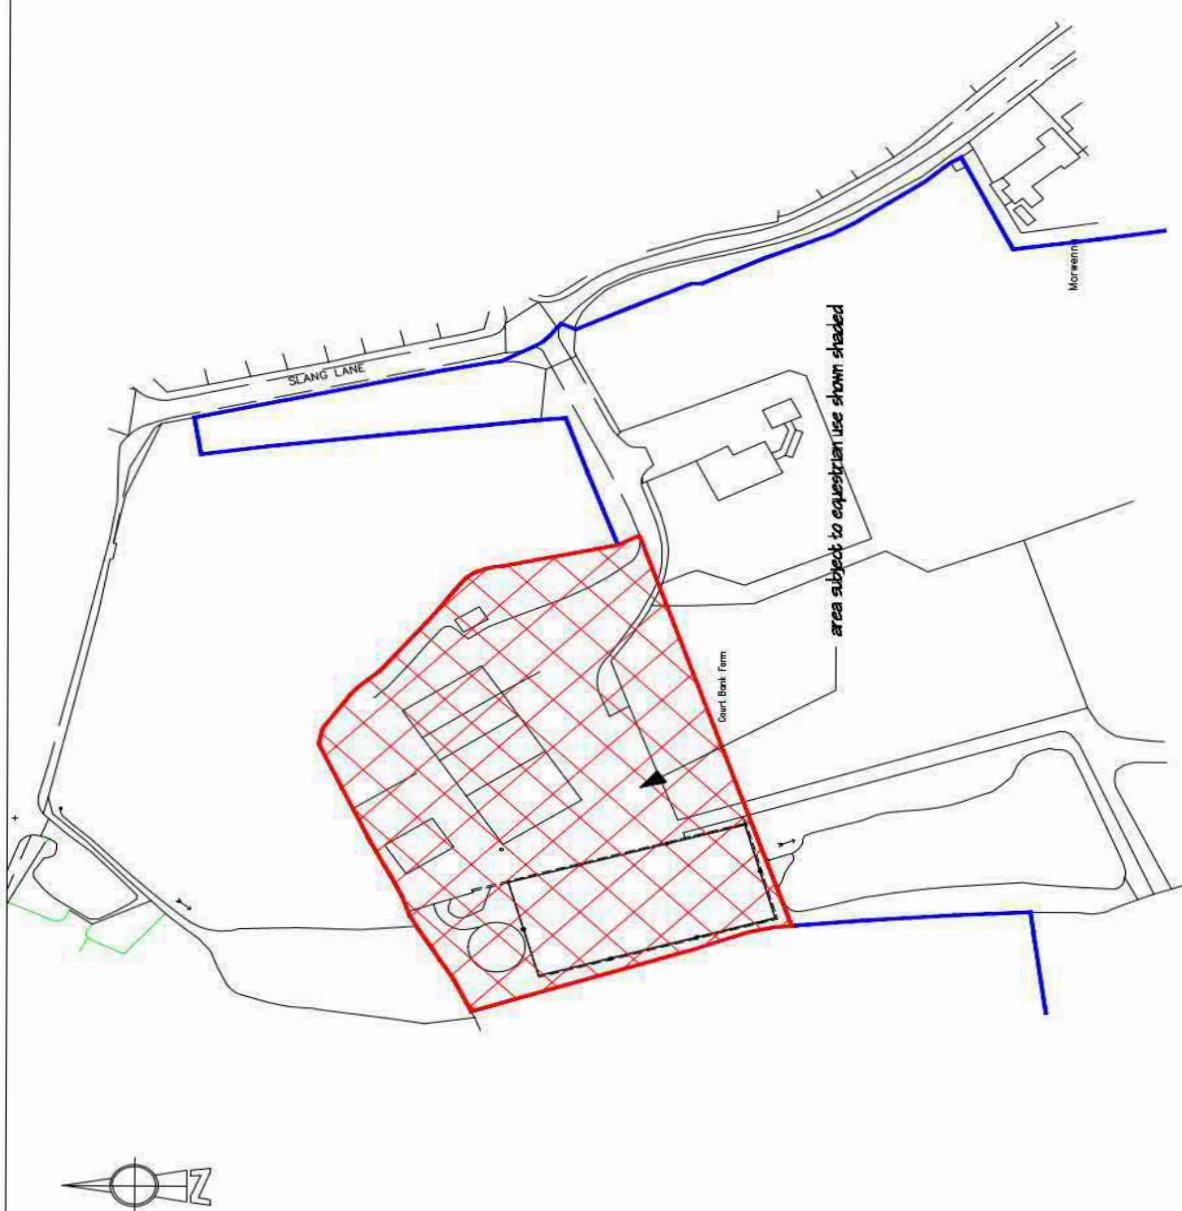 SLANG LANE
Morwenna
area subject to equestrian use shown shaded
Court Bank Farm
N